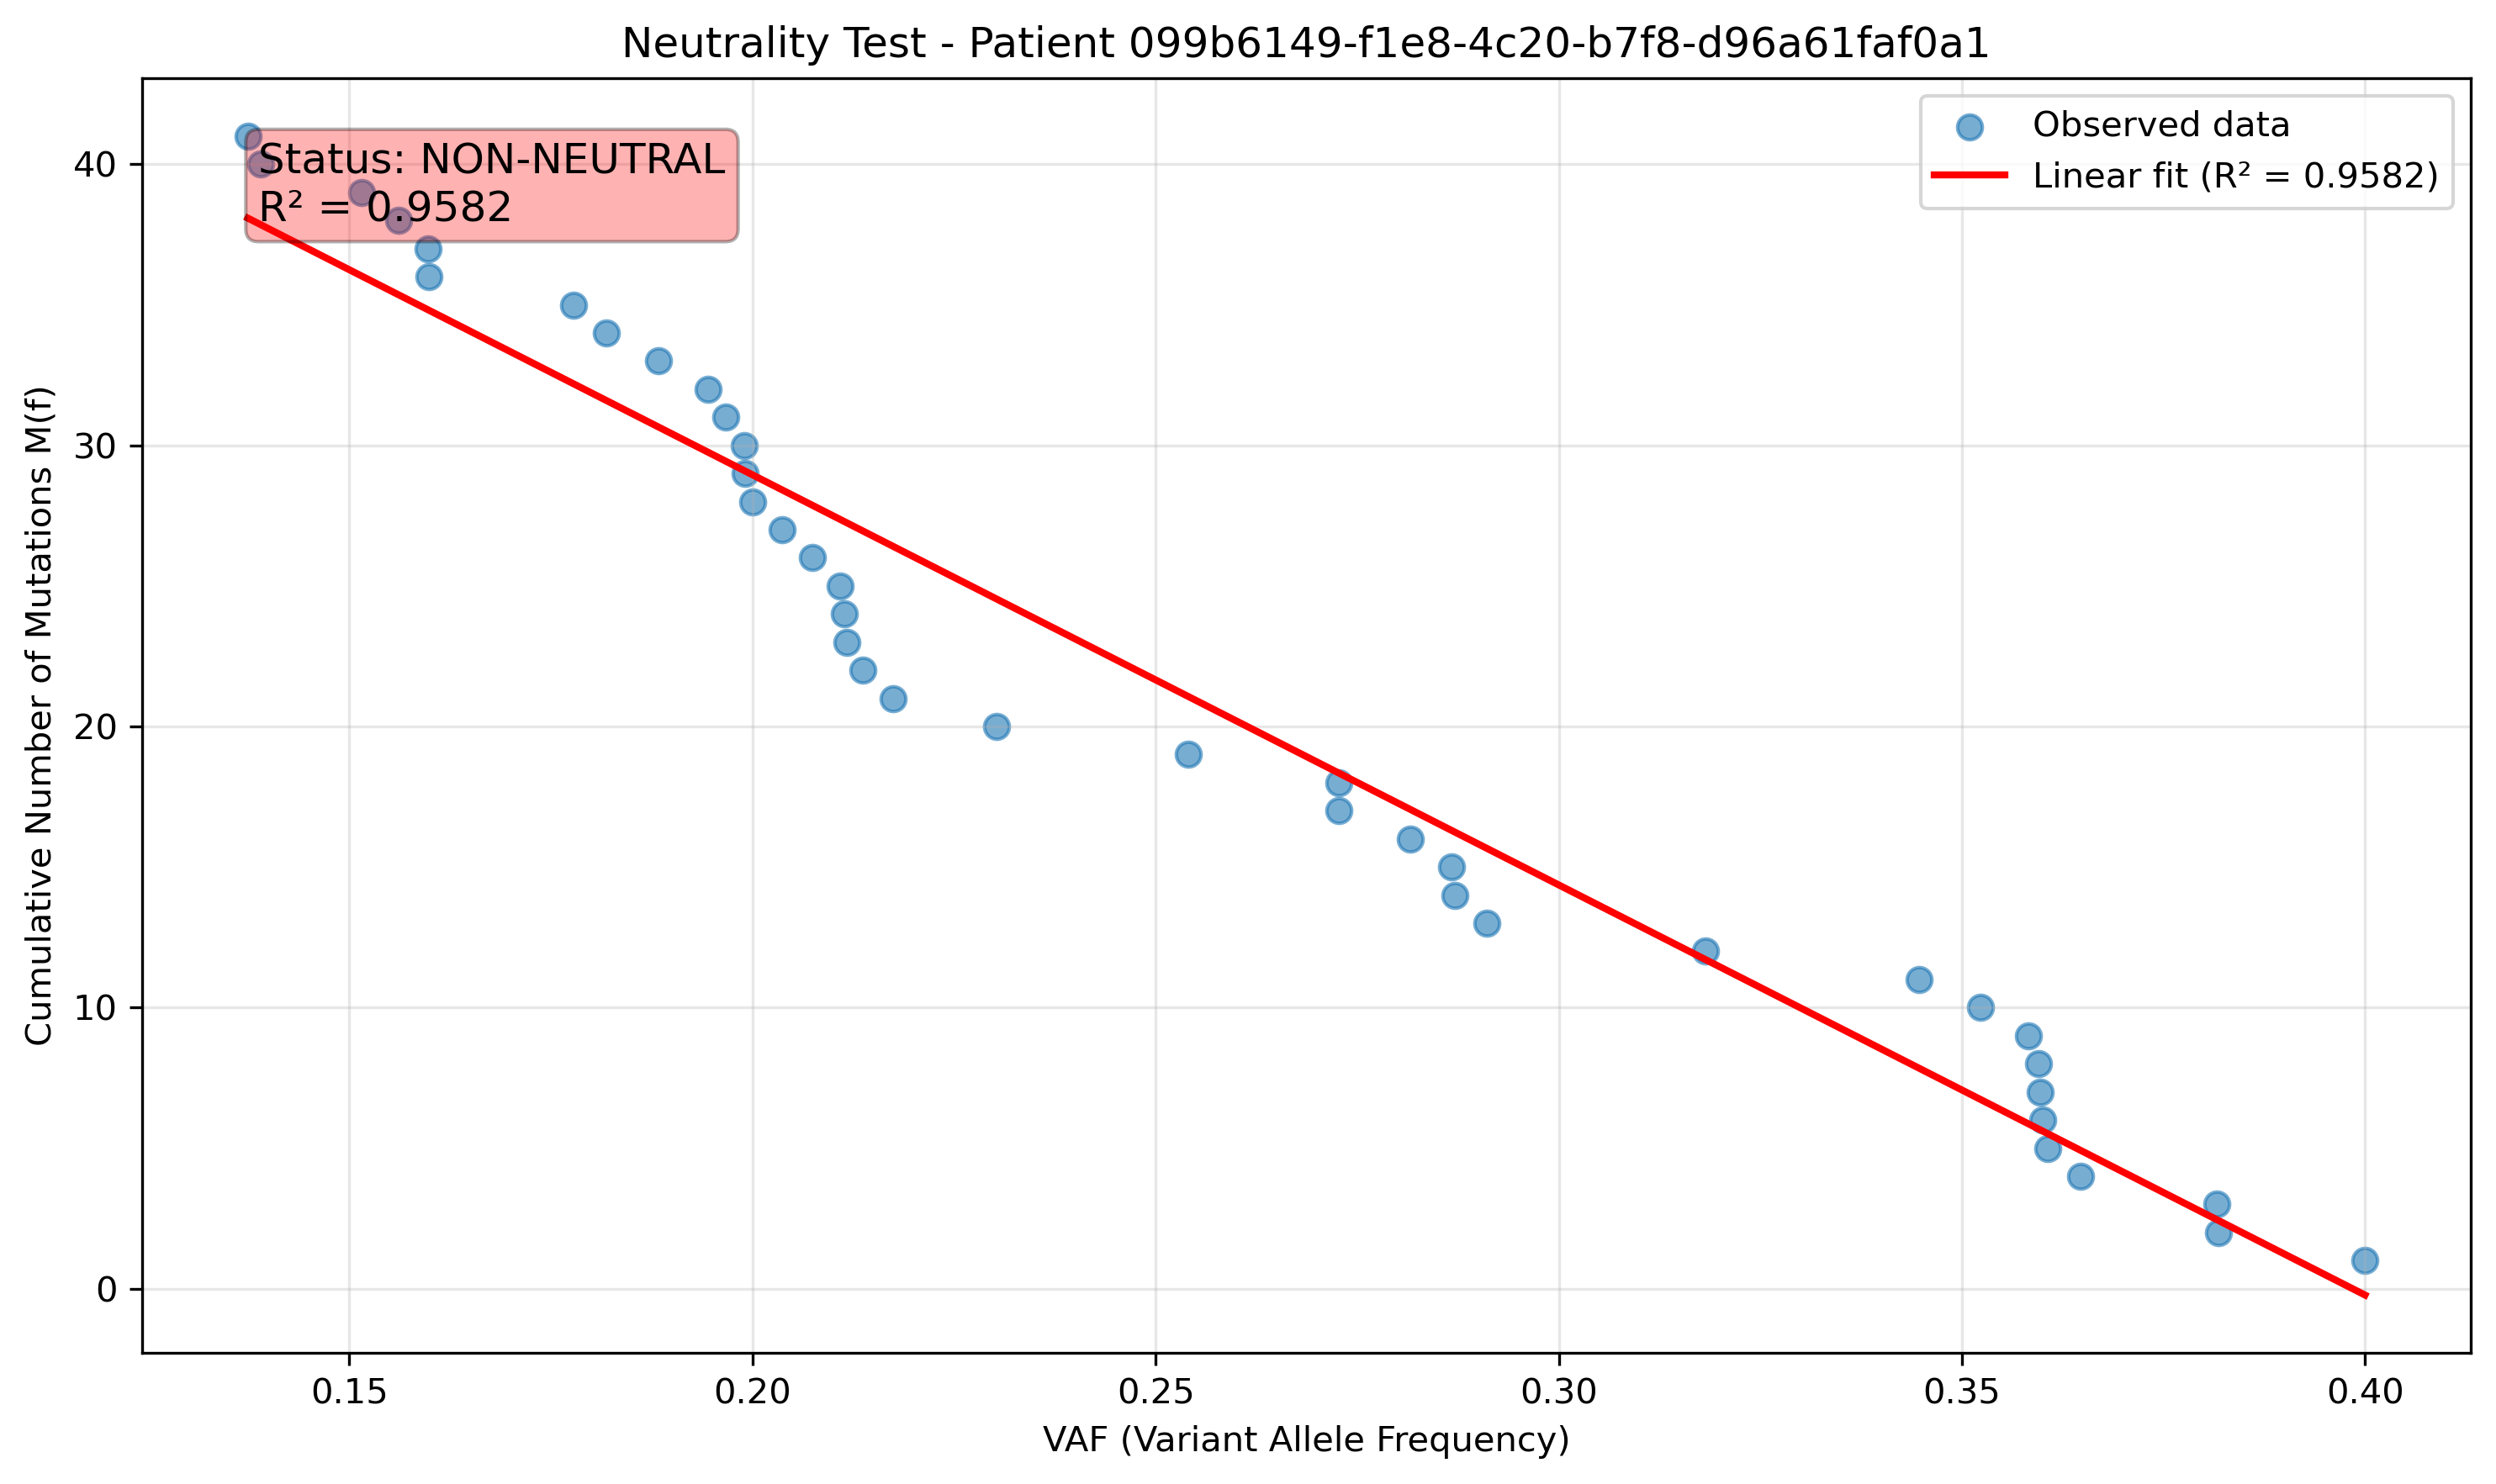 Neutrality Test - Patient 099b6149-f1e8-4c20-b7f8-d96a61faf0a1
Status: NON-NEUTRAL
R² = 0.9582
Observed data
Linear fit (R² = 0.9582)
Cumulative Number of Mutations M(f)
40
30
20
10
0
0.15
0.20
0.25
0.30
0.35
0.40
VAF (Variant Allele Frequency)